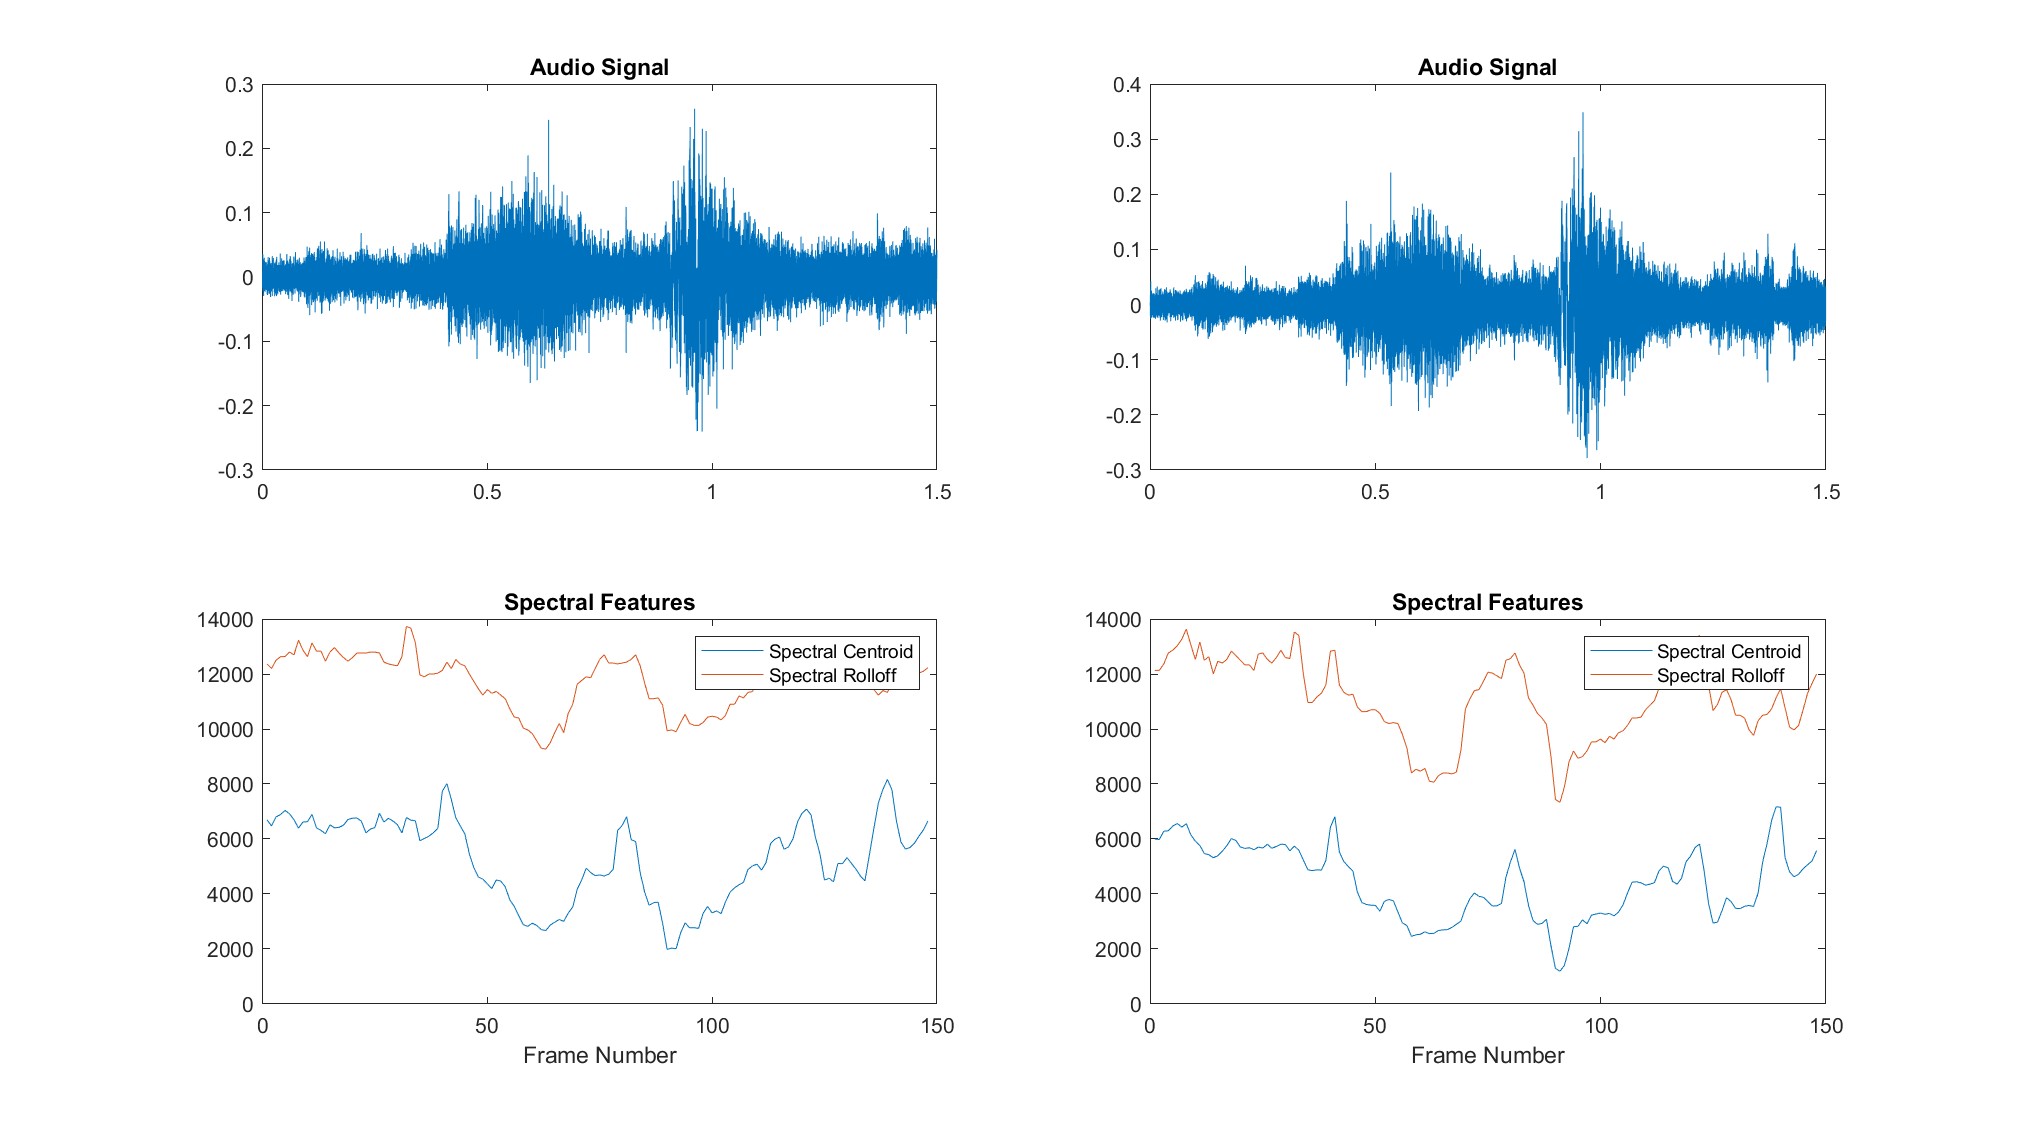 Audio Signal
0.3
0.2
0.1
0
-0.1
-0.2
-0.3
0 0.5 1 1.5
Audio Signal
0.4
0.3
0.2
0.1
0
-0.1
-0.2
-0.3
0 0.5 1 1.5
Spectral Features
14000
12000
10000
8000
6000
4000
2000
0
Spectral Centroid
Spectral Rolloff
0 50 100 150
Frame Number
Spectral Features
14000
12000
10000
8000
6000
4000
2000
0
Spectral Centroid
Spectral Rolloff
0 50 100 150
Frame Number